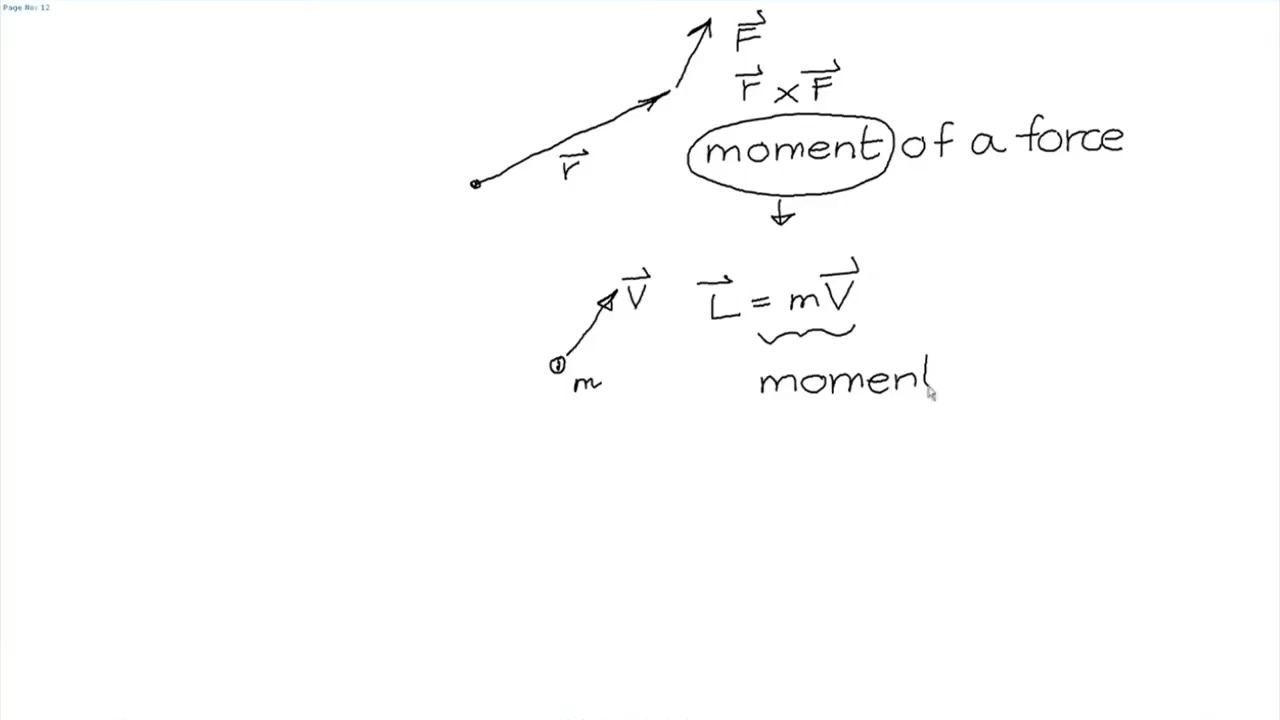 Page No: 12
F⃗
r⃗ × F⃗
moment of a force
r⃗
V⃗
L⃗ = mV⃗
m
momen